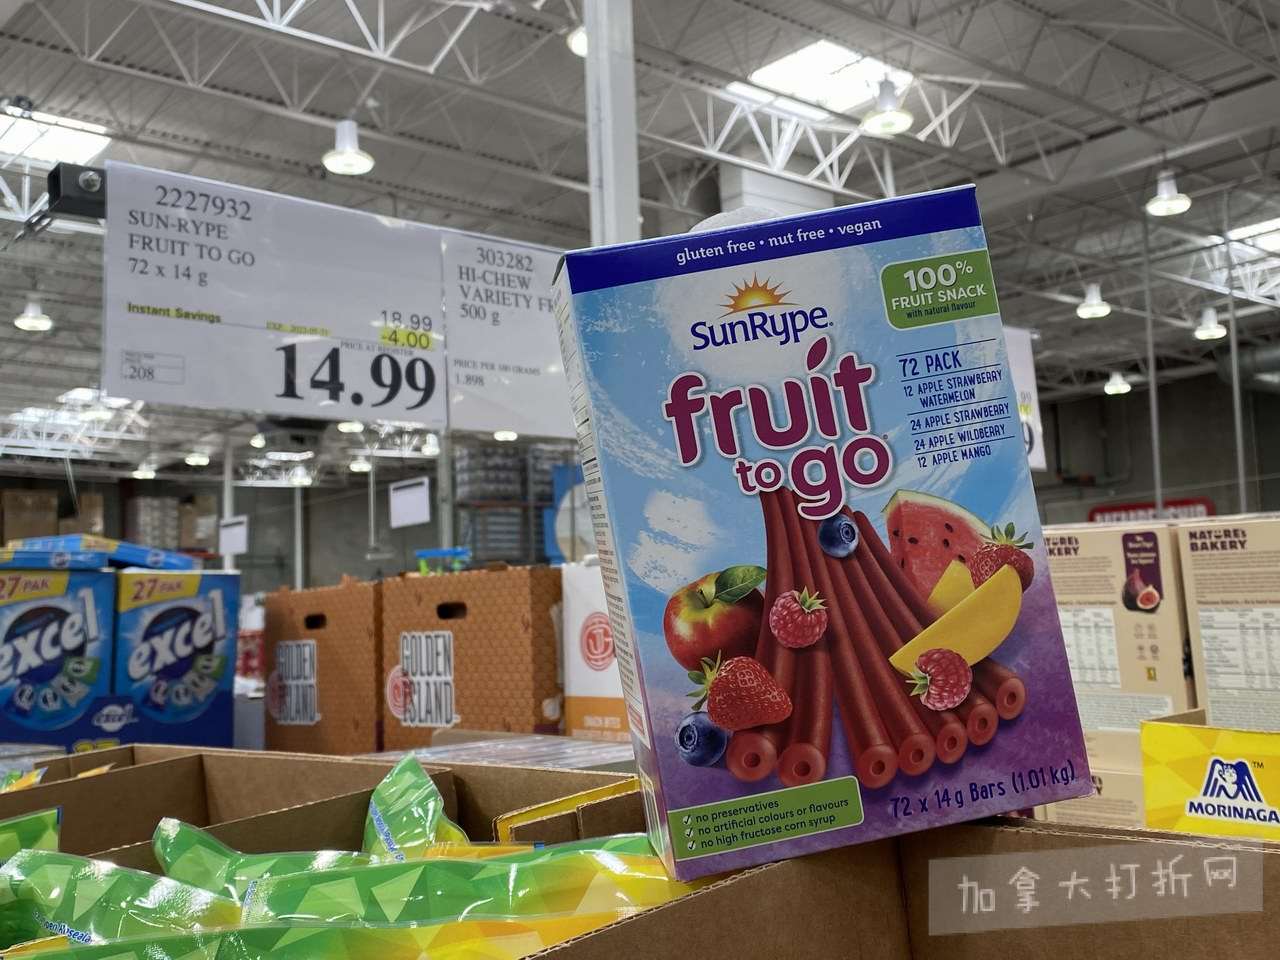 2227932
SUN-RYPE
FRUIT TO GO
72 x 14 g
Instant Savings
18.99
-4.00
PRICE AT REGISTER
14.99
.208
303282
HI-CHEW
VARIETY
500 g
PRICE PER 100 GRAMS
1.898
gluten free • nut free • vegan
SunRype®
fruit
to go®
100%
FRUIT SNACK
with natural flavour
72 PACK
12 APPLE STRAWBERRY
WATERMELON
24 APPLE STRAWBERRY
24 APPLE WILDBERRY
12 APPLE MANGO
no preservatives
no artificial colours or flavours
no high fructose corn syrup
72 x 14 g Bars (1.01 kg)
27 PAK
excel
27 PAK
excel
excel
GOLDEN
ISLAND
GOLDEN
ISLAND
NATURE'S
BAKERY
NATURE'S
BAKERY
MORINAGA
TM
加拿大打折网